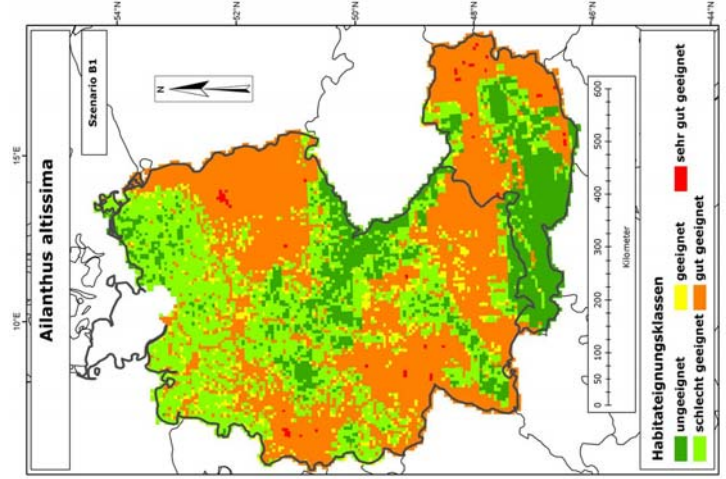 Ailanthus altissima
Szenario B1
N
10°E
15°E
54°N
52°N
50°N
48°N
46°N
44°N
0 50 100 200 300 400 500 600
Kilometer
Habitateignungsklassen
ungeeignet
geeignet
sehr gut geeignet
schlecht geeignet
gut geeignet